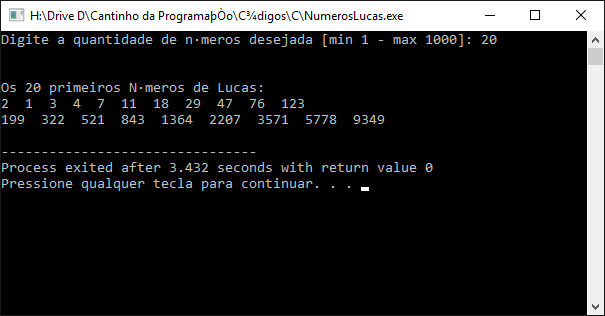 H:\Drive D\Cantinho da ProgramaþÒo\C¾digos\C\NumerosLucas.exe
Digite a quantidade de n·meros desejada [min 1 - max 1000]: 20
Os 20 primeiros N·meros de Lucas:
2  1  3  4  7  11  18  29  47  76  123
199  322  521  843  1364  2207  3571  5778  9349
--------------------------------
Process exited after 3.432 seconds with return value 0
Pressione qualquer tecla para continuar. . .